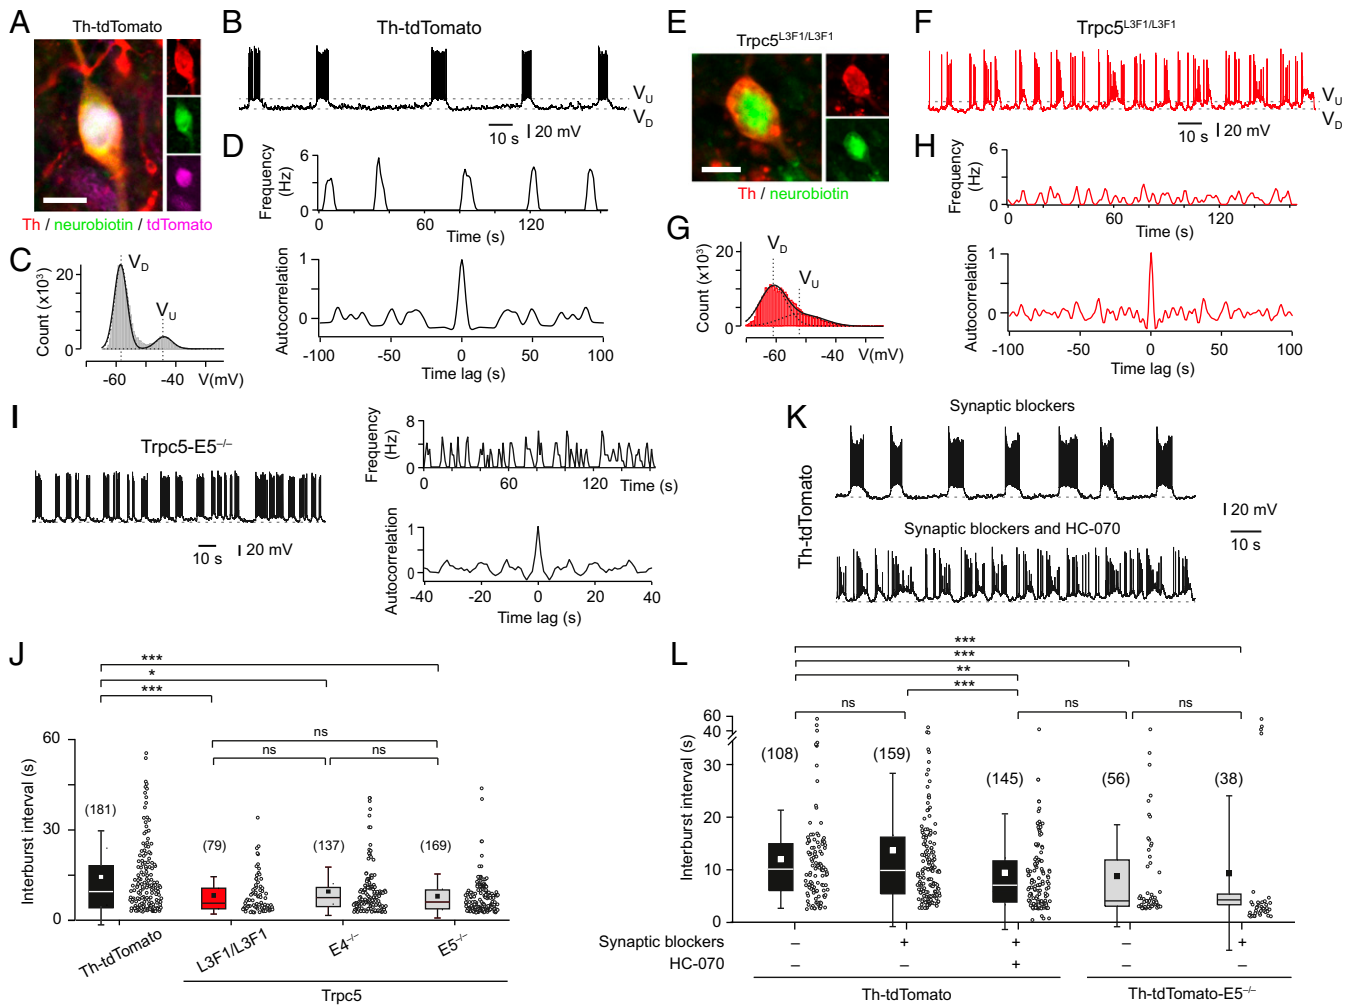 A
Th-tdTomato
Th / neurobiotin / tdTomato
B
Th-tdTomato
V_U
V_D
10 s
20 mV
C
Count (x10³)
20
0
V_D
V_U
-60
-40
V(mV)
D
Frequency (Hz)
6
0
0
60
120
Time (s)
Autocorrelation
1
0
-100
-50
0
50
100
Time lag (s)
E
Trpc5^L3F1/L3F1
Th / neurobiotin
F
Trpc5^L3F1/L3F1
V_U
V_D
10 s
20 mV
G
Count (x10³)
20
10
0
V_D
V_U
-60
-40
V(mV)
H
Frequency (Hz)
6
0
0
60
120
Time (s)
Autocorrelation
1
0
-100
-50
0
50
100
Time lag (s)
I
Trpc5-E5⁻/⁻
10 s
20 mV
Frequency (Hz)
8
0
0
60
120
Time (s)
Autocorrelation
1
0
-40
-20
0
20
40
Time lag (s)
K
Th-tdTomato
Synaptic blockers
Synaptic blockers and HC-070
20 mV
10 s
J
***
*
***
ns
ns
ns
Interburst interval (s)
60
30
0
(181)
(79)
(137)
(169)
Th-tdTomato
L3F1/L3F1
E4⁻/⁻
E5⁻/⁻
Trpc5
L
***
***
**
***
ns
ns
ns
Interburst interval (s)
60
40
30
20
10
0
(108)
(159)
(145)
(56)
(38)
Synaptic blockers – + + – +
HC-070 – – + – –
Th-tdTomato
Th-tdTomato-E5⁻/⁻